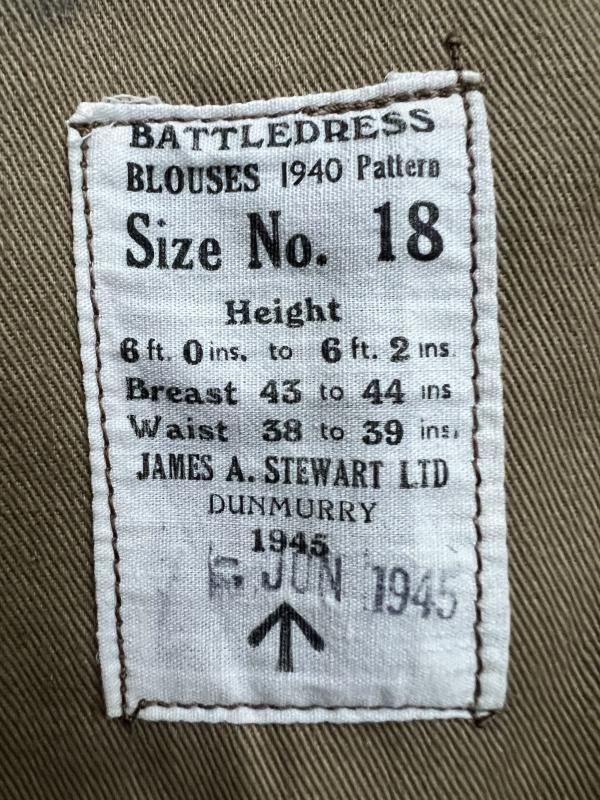 BATTLEDRESS
BLOUSES 1940 Pattern
Size No. 18
Height
6 ft. 0 ins. to 6 ft. 2 ins.
Breast 43 to 44 ins
Waist 38 to 39 ins.
JAMES A. STEWART LTD
DUNMURRY
1945
JUN 1945